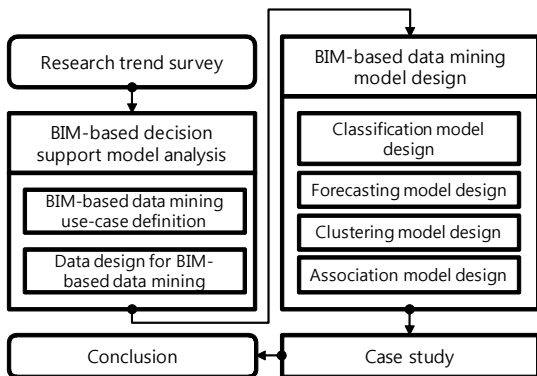 Research trend survey
BIM-based decision
support model analysis
BIM-based data mining
use-case definition
Data design for BIM-
based data mining
BIM-based data mining
model design
Classification model
design
Forecasting model design
Clustering model design
Association model design
Case study
Conclusion